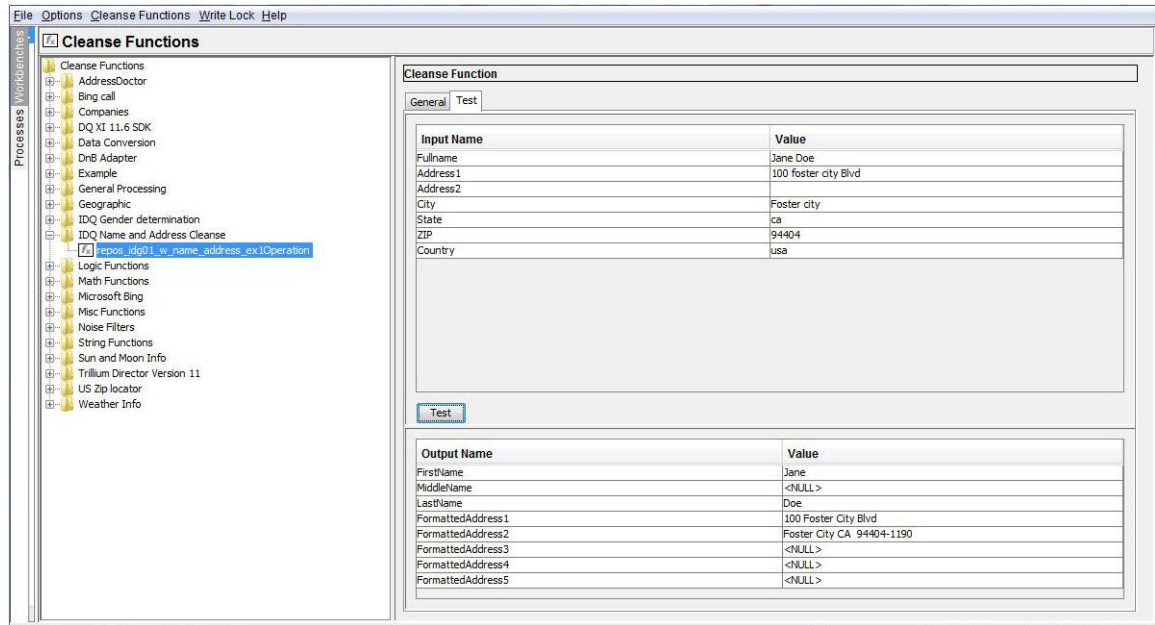 File Options Cleanse Functions Write Lock Help
Processes Workbenches
Cleanse Functions
Cleanse Functions
AddressDoctor
Bing call
Companies
DQ XI 11.6 SDK
Data Conversion
DnB Adapter
Example
General Processing
Geographic
IDQ Gender determination
IDQ Name and Address Cleanse
repos_idg01_w_name_address_ex1Operation
Logic Functions
Math Functions
Microsoft Bing
Misc Functions
Noise Filters
String Functions
Sun and Moon Info
Trillium Director Version 11
US Zip locator
Weather Info
Cleanse Function
General Test
Input Name Value
Fullname Jane Doe
Address1 100 foster city Blvd
Address2
City Foster city
State ca
ZIP 94404
Country usa
Test
Output Name Value
FirstName Jane
MiddleName <NULL>
LastName Doe
FormattedAddress1 100 Foster City Blvd
FormattedAddress2 Foster City CA 94404-1190
FormattedAddress3 <NULL>
FormattedAddress4 <NULL>
FormattedAddress5 <NULL>